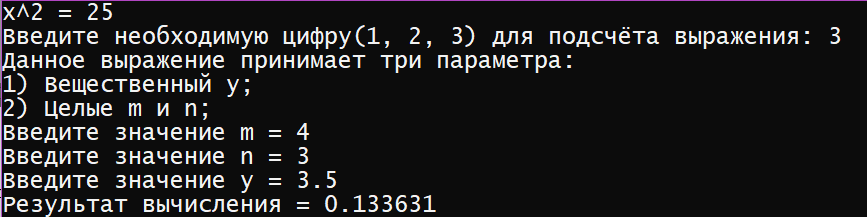 x^2 = 25
Введите необходимую цифру(1, 2, 3) для подсчёта выражения: 3
Данное выражение принимает три параметра:
1) Вещественный y;
2) Целые m и n;
Введите значение m = 4
Введите значение n = 3
Введите значение y = 3.5
Результат вычисления = 0.133631